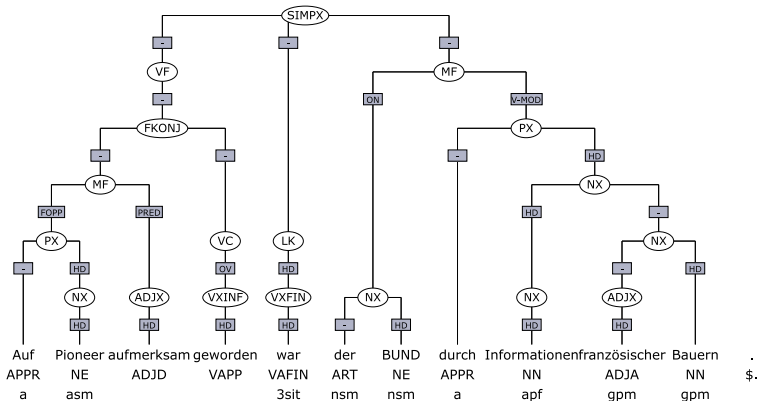 SIMPX
- - -
VF MF
- ON V-MOD
FKONJ PX
- - - HD
MF NX
FOPP PRED HD -
PX VC LK NX
- HD OV HD - HD
NX ADJX VXINF VXFIN NX NX ADJX
HD HD HD HD - HD HD HD
Auf Pioneer aufmerksam geworden war der BUND durch Informationen französischer Bauern .
APPR NE ADJD VAPP VAFIN ART NE APPR NN ADJA NN $.
a asm 3sit nsm nsm a apf gpm gpm